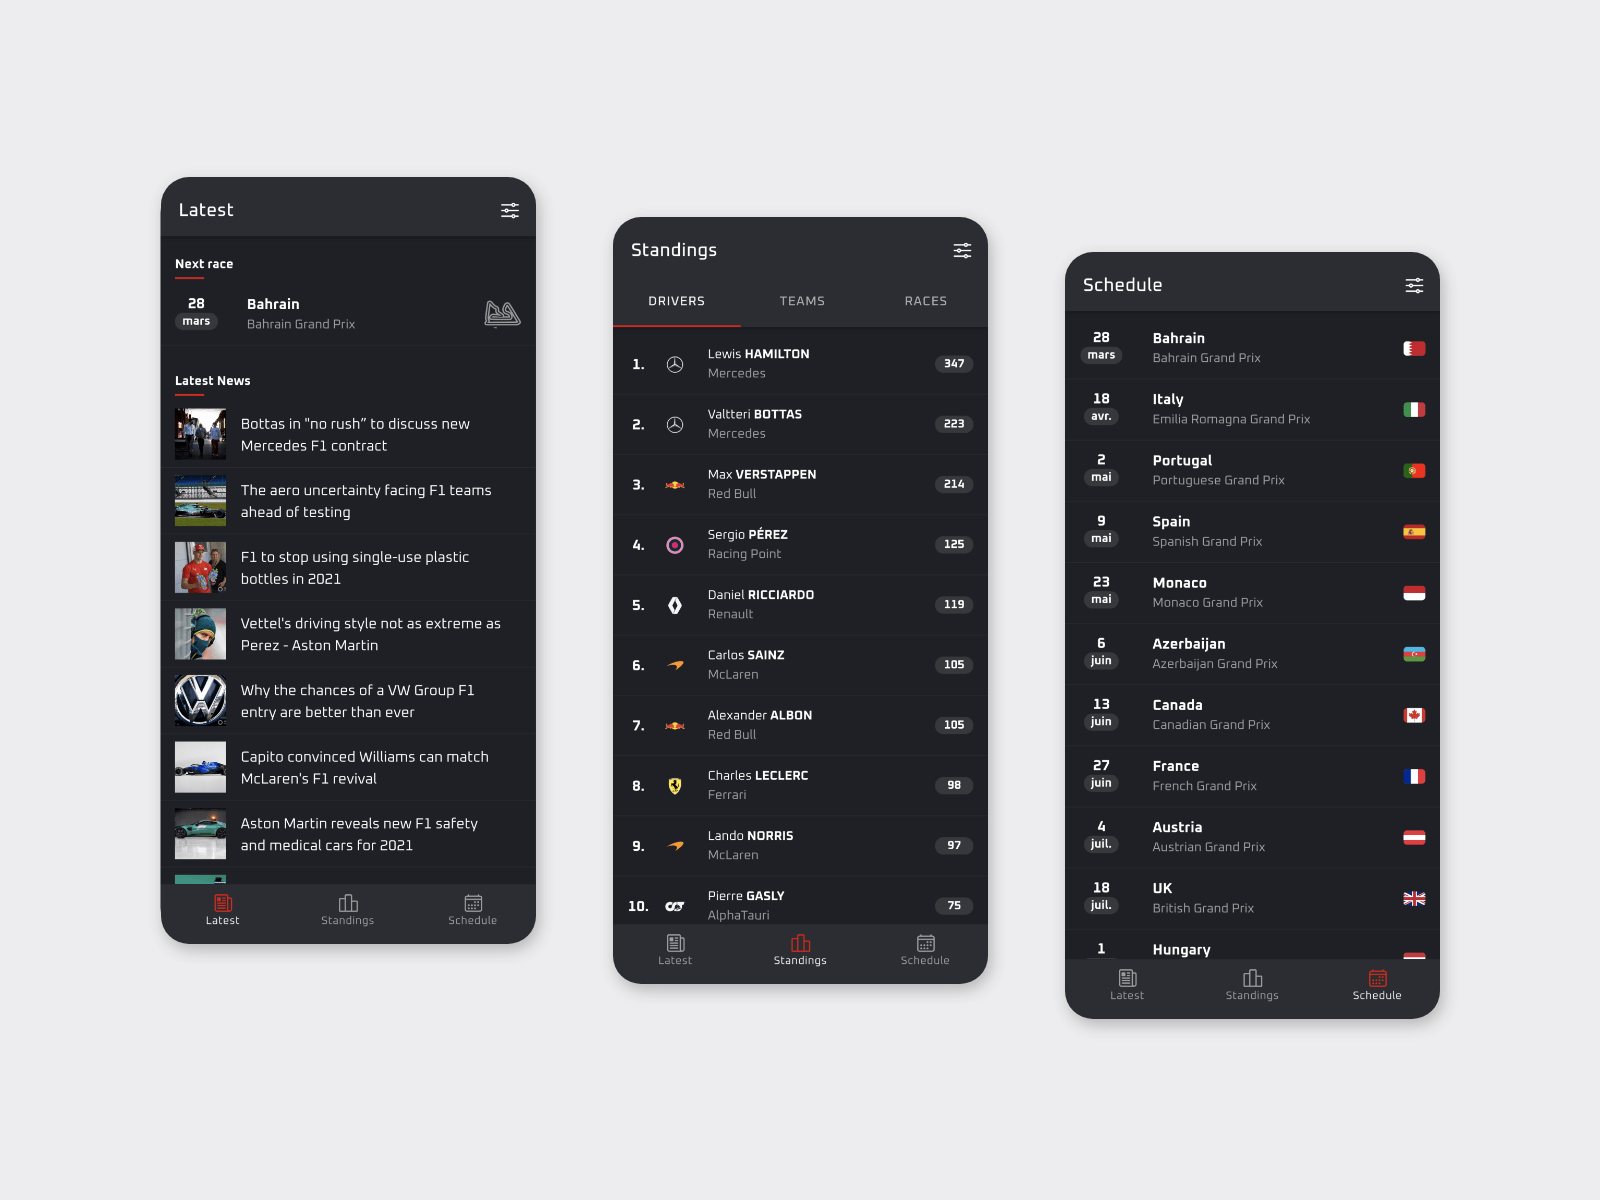 Latest
Next race
28
mars
Bahrain
Bahrain Grand Prix
Latest News
Bottas in "no rush” to discuss new
Mercedes F1 contract
The aero uncertainty facing F1 teams
ahead of testing
F1 to stop using single-use plastic
bottles in 2021
Vettel's driving style not as extreme as
Perez - Aston Martin
Why the chances of a VW Group F1
entry are better than ever
Capito convinced Williams can match
McLaren's F1 revival
Aston Martin reveals new F1 safety
and medical cars for 2021
Latest
Standings
Schedule
Standings
DRIVERS
TEAMS
RACES
1.
Lewis HAMILTON
Mercedes
347
2.
Valtteri BOTTAS
Mercedes
223
3.
Max VERSTAPPEN
Red Bull
214
4.
Sergio PÉREZ
Racing Point
125
5.
Daniel RICCIARDO
Renault
119
6.
Carlos SAINZ
McLaren
105
7.
Alexander ALBON
Red Bull
105
8.
Charles LECLERC
Ferrari
98
9.
Lando NORRIS
McLaren
97
10.
Pierre GASLY
AlphaTauri
75
Latest
Standings
Schedule
Schedule
28
mars
Bahrain
Bahrain Grand Prix
18
avr.
Italy
Emilia Romagna Grand Prix
2
mai
Portugal
Portuguese Grand Prix
9
mai
Spain
Spanish Grand Prix
23
mai
Monaco
Monaco Grand Prix
6
juin
Azerbaijan
Azerbaijan Grand Prix
13
juin
Canada
Canadian Grand Prix
27
juin
France
French Grand Prix
4
juil.
Austria
Austrian Grand Prix
18
juil.
UK
British Grand Prix
1
Hungary
Latest
Standings
Schedule